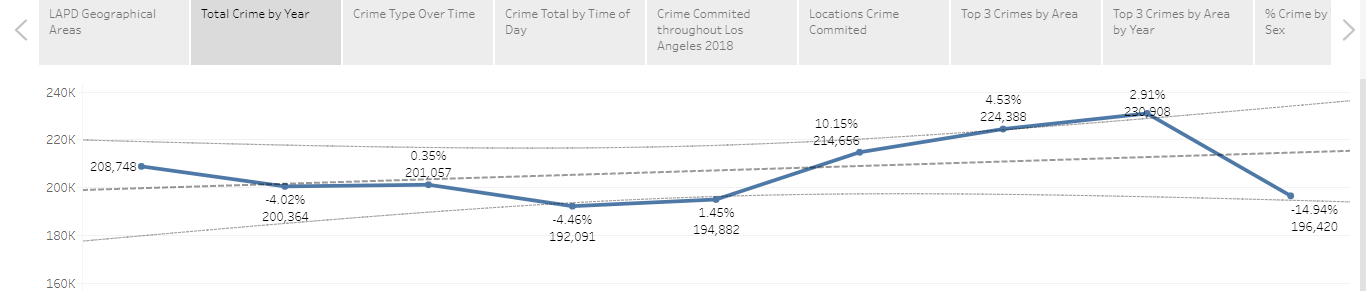 LAPD Geographical
Areas
Total Crime by Year
Crime Type Over Time
Crime Total by Time of
Day
Crime Commited
throughout Los
Angeles 2018
Locations Crime
Commited
Top 3 Crimes by Area
Top 3 Crimes by Area
by Year
% Crime by
Sex
240K
220K
200K
180K
160K
208,748
-4.02%
200,364
0.35%
201,057
-4.46%
192,091
1.45%
194,882
10.15%
214,656
4.53%
224,388
2.91%
230,908
-14.94%
196,420